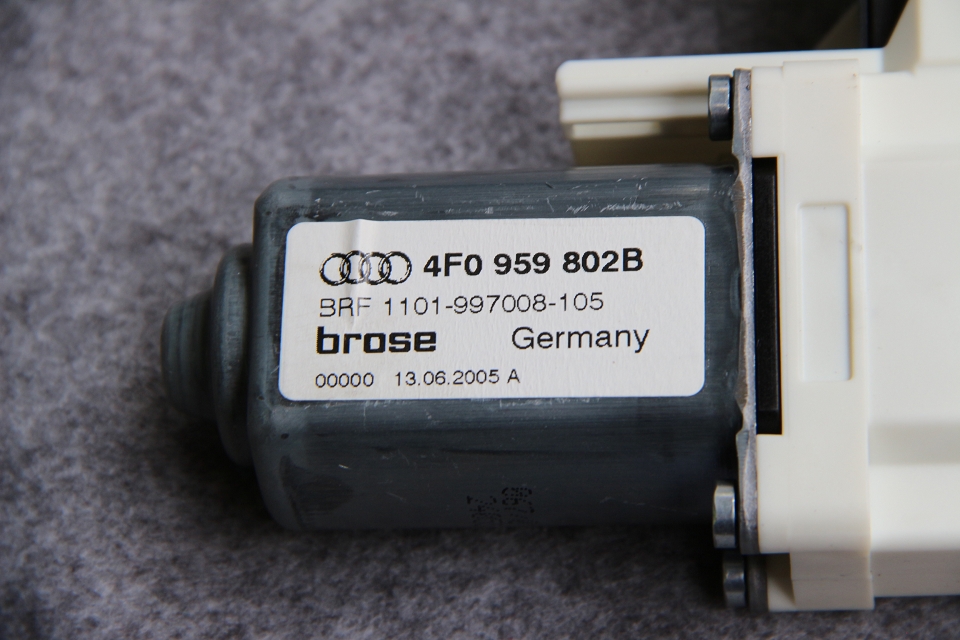 4F0 959 802B
BRF 1101-997008-105
brose Germany
00000 13.06.2005 A